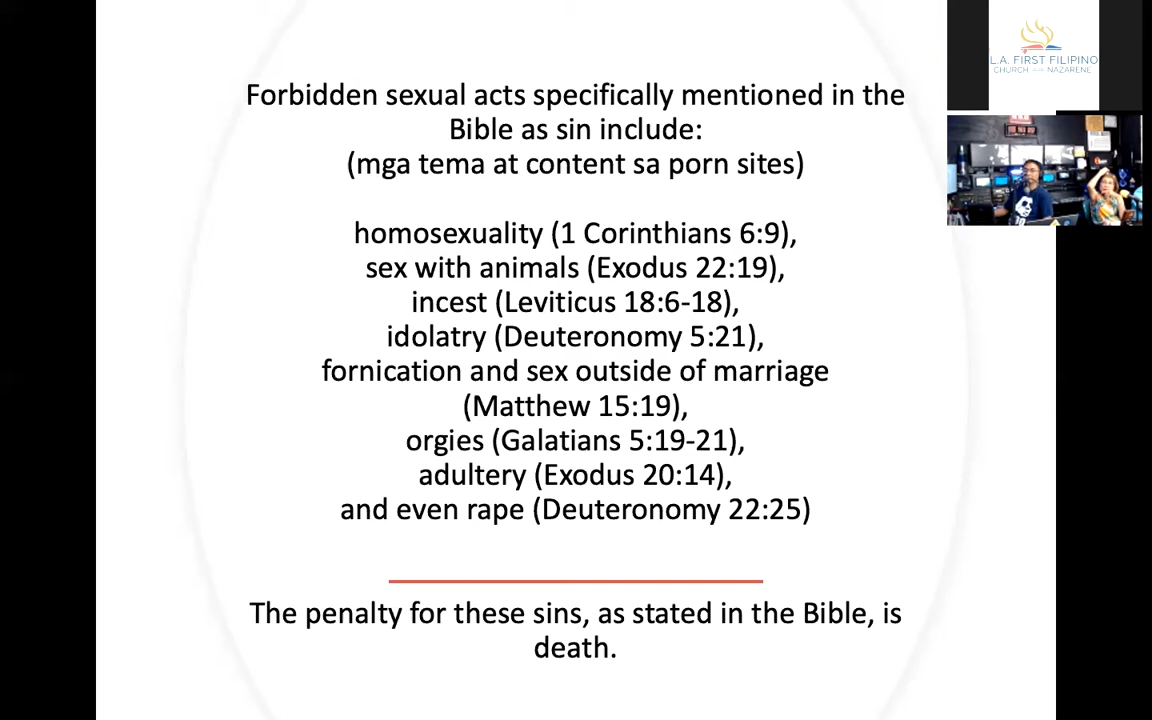 Forbidden sexual acts specifically mentioned in the
Bible as sin include:
(mga tema at content sa porn sites)
homosexuality (1 Corinthians 6:9),
sex with animals (Exodus 22:19),
incest (Leviticus 18:6-18),
idolatry (Deuteronomy 5:21),
fornication and sex outside of marriage
(Matthew 15:19),
orgies (Galatians 5:19-21),
adultery (Exodus 20:14),
and even rape (Deuteronomy 22:25)
The penalty for these sins, as stated in the Bible, is
death.
L.A. FIRST FILIPINO
CHURCH OF THE NAZARENE